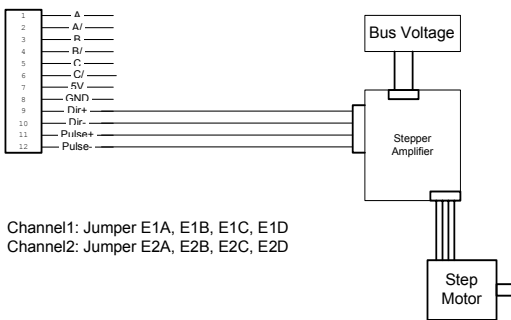 1 A
2 A/
3 B
4 B/
5 C
6 C/
7 5V
8 GND
9 Dir+
10 Dir-
11 Pulse+
12 Pulse-
Bus Voltage
Stepper
Amplifier
Channel1: Jumper E1A, E1B, E1C, E1D
Channel2: Jumper E2A, E2B, E2C, E2D
Step
Motor